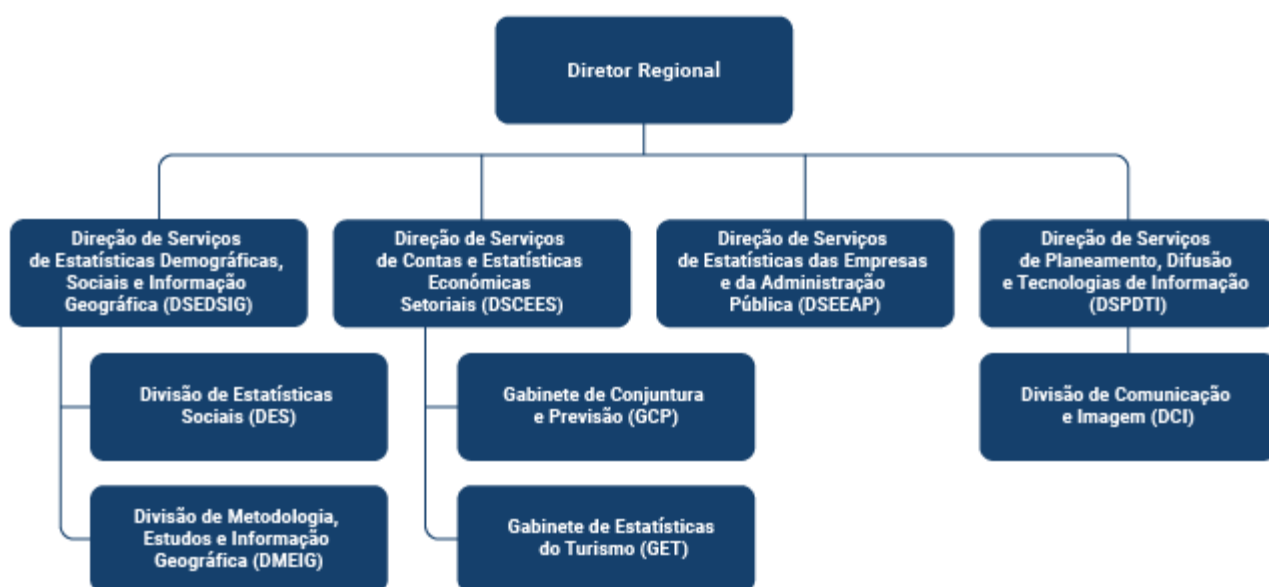 Diretor Regional
Direção de Serviços
de Estatísticas Demográficas,
Sociais e Informação
Geográfica (DSEDSIG)
Direção de Serviços
de Contas e Estatísticas
Económicas
Setoriais (DSCEES)
Direção de Serviços
de Estatísticas das Empresas
e da Administração
Pública (DSEEAP)
Direção de Serviços
de Planeamento, Difusão
e Tecnologias de Informação
(DSPDTI)
Divisão de Estatísticas
Sociais (DES)
Gabinete de Conjuntura
e Previsão (GCP)
Divisão de Comunicação
e Imagem (DCI)
Divisão de Metodologia,
Estudos e Informação
Geográfica (DMEIG)
Gabinete de Estatísticas
do Turismo (GET)